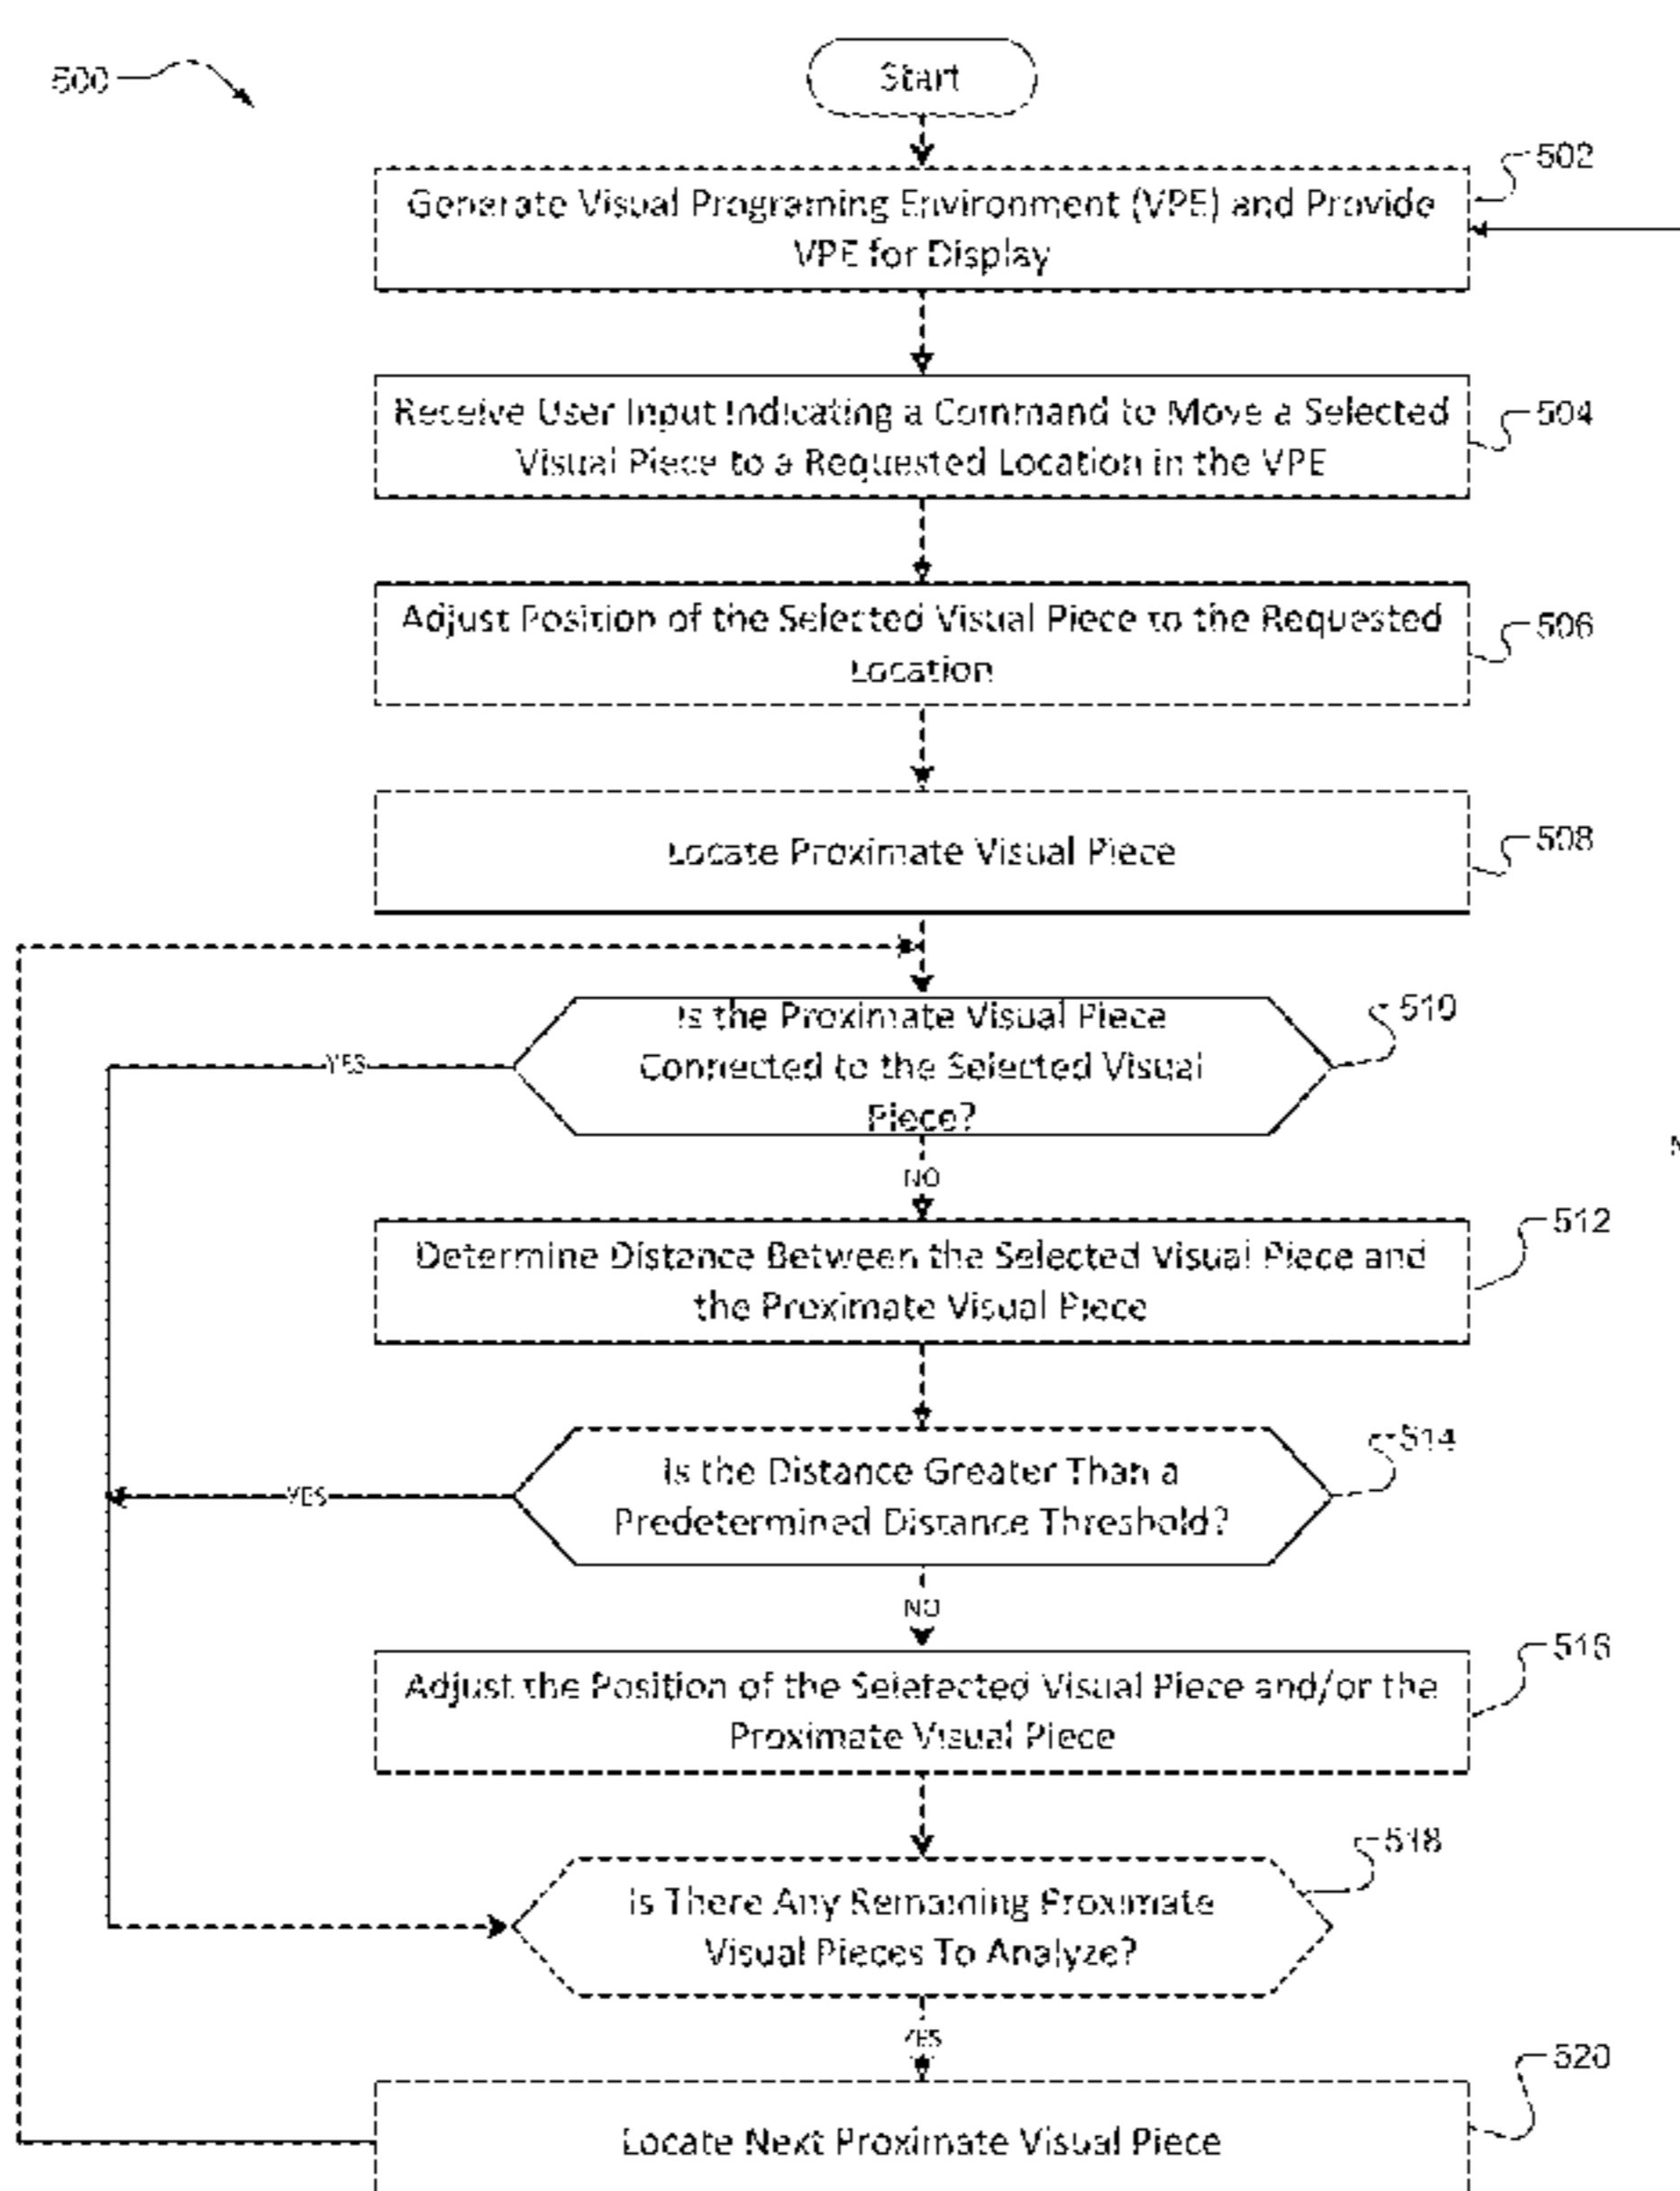 500
Start
502
Generate Visual Programing Environment (VPE) and Provide
VPE for Display
504
Receive User Input Indicating a Command to Move a Selected
Visual Piece to a Requested Location in the VPE
506
Adjust Position of the Selected Visual Piece to the Requested
Location
508
Locate Proximate Visual Piece
510
Is the Proximate Visual Piece
Connected to the Selected Visual
Piece?
YES
NO
512
Determine Distance Between the Selected Visual Piece and
the Proximate Visual Piece
514
Is the Distance Greater Than a
Predetermined Distance Threshold?
YES
NO
516
Adjust the Position of the Seletected Visual Piece and/or the
Proximate Visual Piece
518
Is There Any Remaining Proximate
Visual Pieces To Analyze?
YES
520
Locate Next Proximate Visual Piece